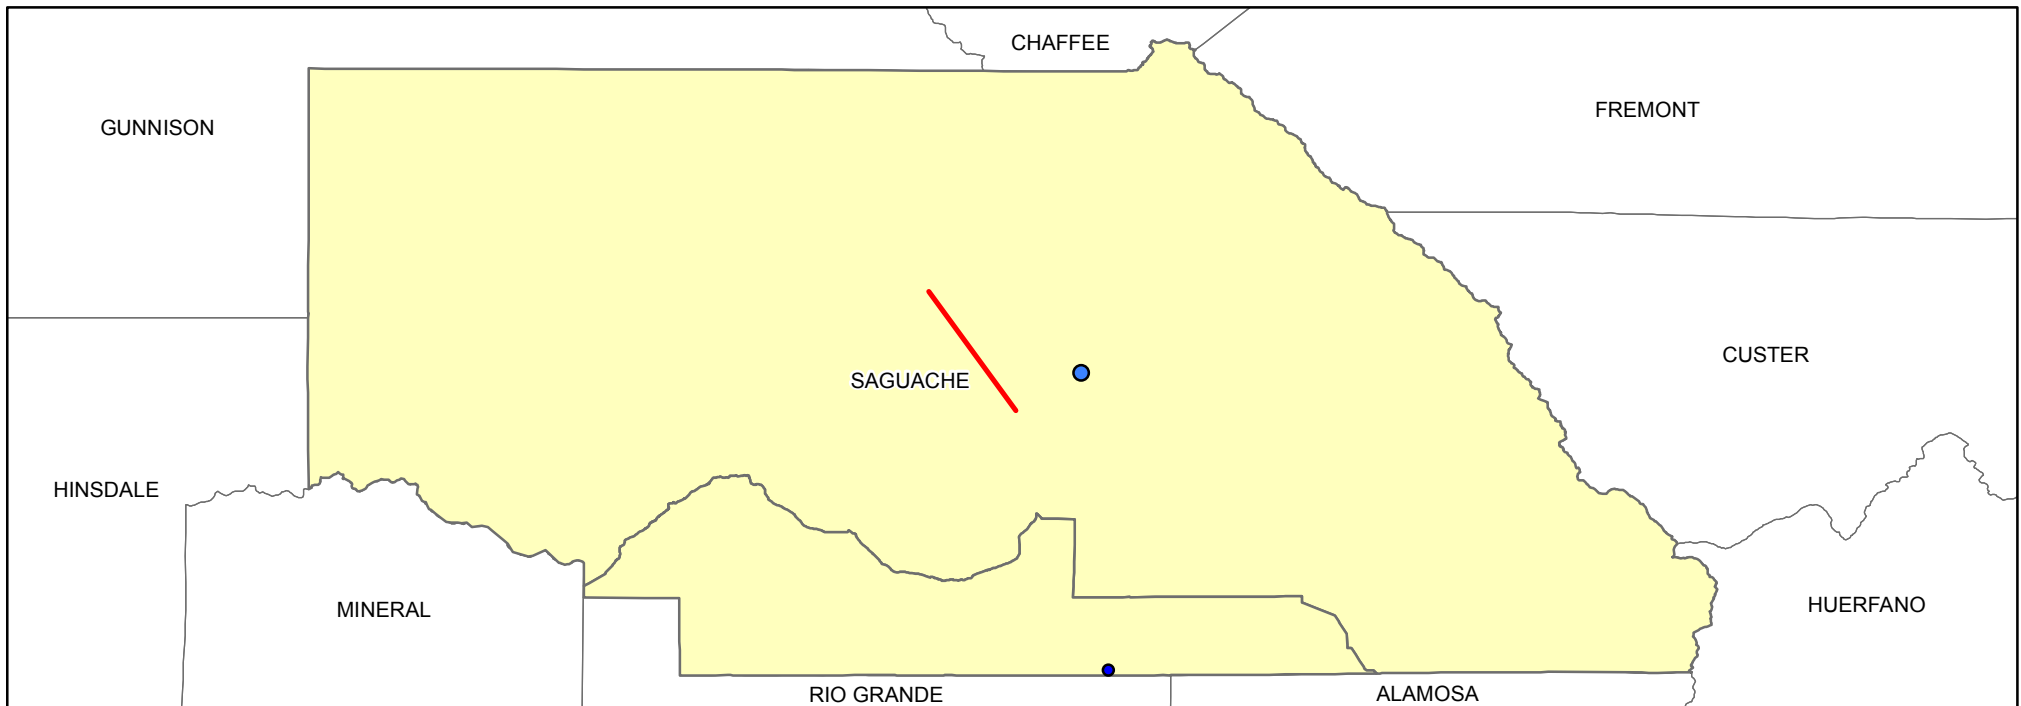 CHAFFEE
FREMONT
GUNNISON
CUSTER
SAGUACHE
HINSDALE
HUERFANO
MINERAL
RIO GRANDE
ALAMOSA